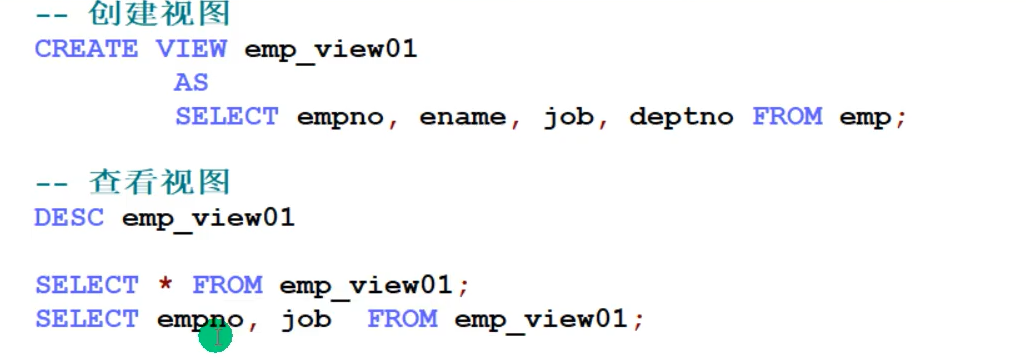 -- 创建视图
CREATE VIEW emp_view01
AS
SELECT empno, ename, job, deptno FROM emp;
-- 查看视图
DESC emp_view01
SELECT * FROM emp_view01;
SELECT empno, job  FROM emp_view01;